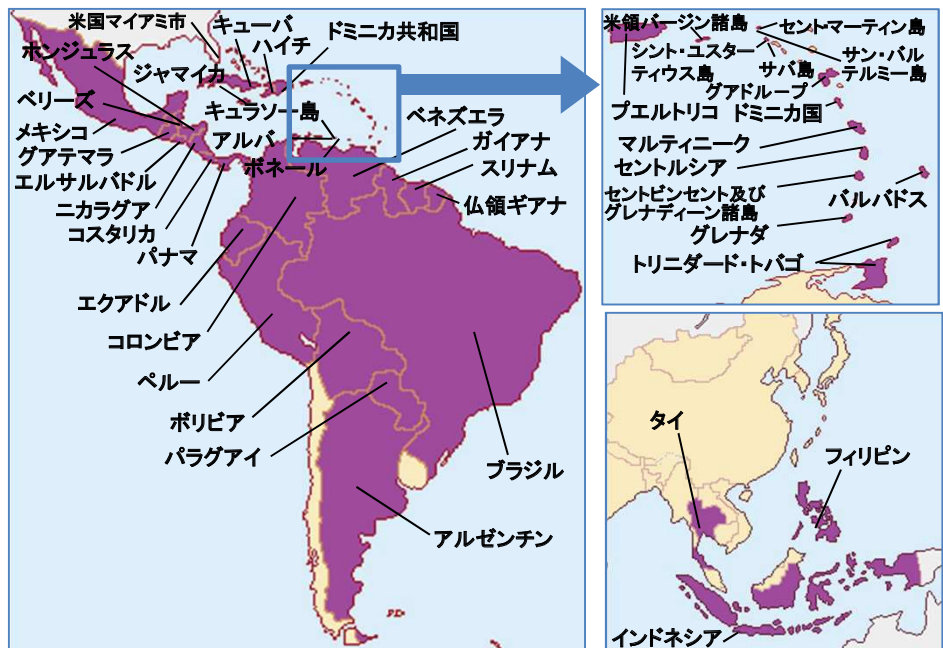 米国マイアミ市
キューバ
ハイチ
ドミニカ共和国
ホンジュラス
ジャマイカ
ベリーズ
キュラソー島
メキシコ
アルバ
ベネズエラ
グアテマラ
ボネール
ガイアナ
エルサルバドル
スリナム
ニカラグア
仏領ギアナ
コスタリカ
パナマ
エクアドル
コロンビア
ペルー
ボリビア
パラグアイ
ブラジル
アルゼンチン
米領バージン諸島
セントマーティン島
シント・ユスター
ティウス島
サバ島
サン・バル
テルミー島
グアドループ
プエルトリコ
ドミニカ国
マルティニーク
セントルシア
セントビンセント及び
グレナディーン諸島
バルバドス
グレナダ
トリニダード・トバゴ
タイ
フィリピン
インドネシア